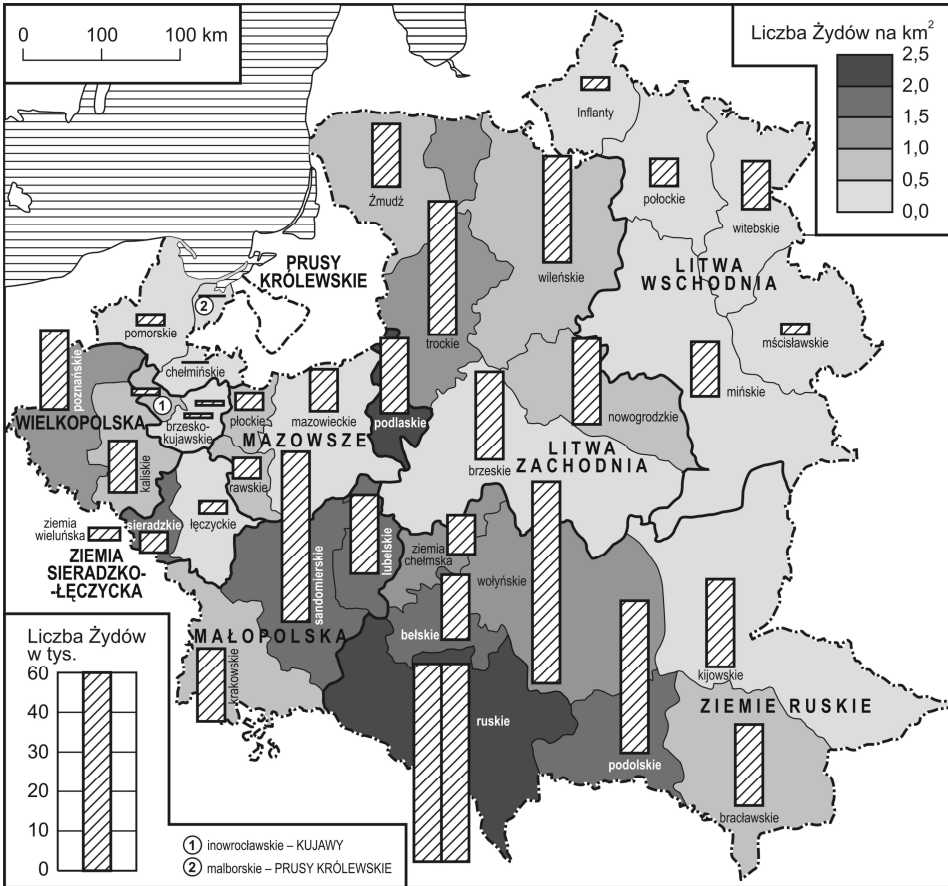 0 100 100 km
Liczba Żydów na km²
2,5
2,0
1,5
1,0
0,5
0,0
Inflanty
Żmudź
połockie
witebskie
wileńskie
LITWA
WSCHODNIA
PRUSY
KRÓLEWSKIE
2
pomorskie
trockie
mścisławskie
chełmińskie
mińskie
poznańskie
1
WIELKOPOLSKA
brzesko-
kujawskie
płockie
mazowieckie
podlaskie
nowogrodzkie
MAZOWSZE
LITWA
ZACHODNIA
brzeskie
kaliskie
rawskie
ziemia
wieluńska
sieradzkie
łęczyckie
ZIEMIA
SIERADZKO-
-ŁĘCZYCKA
sandomierskie
lubelskie
ziemia
chełmska
wołyńskie
MAŁOPOLSKA
bełskie
krakowskie
kijowskie
ruskie
ZIEMIE RUSKIE
podolskie
bracławskie
Liczba Żydów
w tys.
60
50
40
30
20
10
0
1 inowrocławskie – KUJAWY
2 malborskie – PRUSY KRÓLEWSKIE